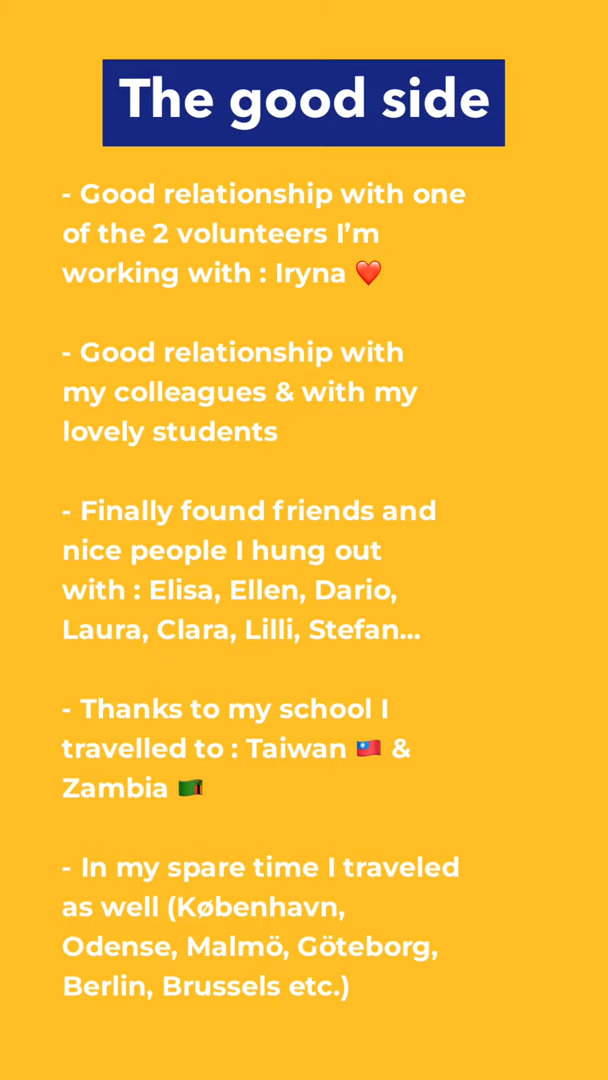 The good side
- Good relationship with one
of the 2 volunteers I’m
working with : Iryna ❤️
- Good relationship with
my colleagues & with my
lovely students
- Finally found friends and
nice people I hung out
with : Elisa, Ellen, Dario,
Laura, Clara, Lilli, Stefan...
- Thanks to my school I
travelled to : Taiwan 🇹🇼 &
Zambia 🇿🇲
- In my spare time I traveled
as well (København,
Odense, Malmö, Göteborg,
Berlin, Brussels etc.)